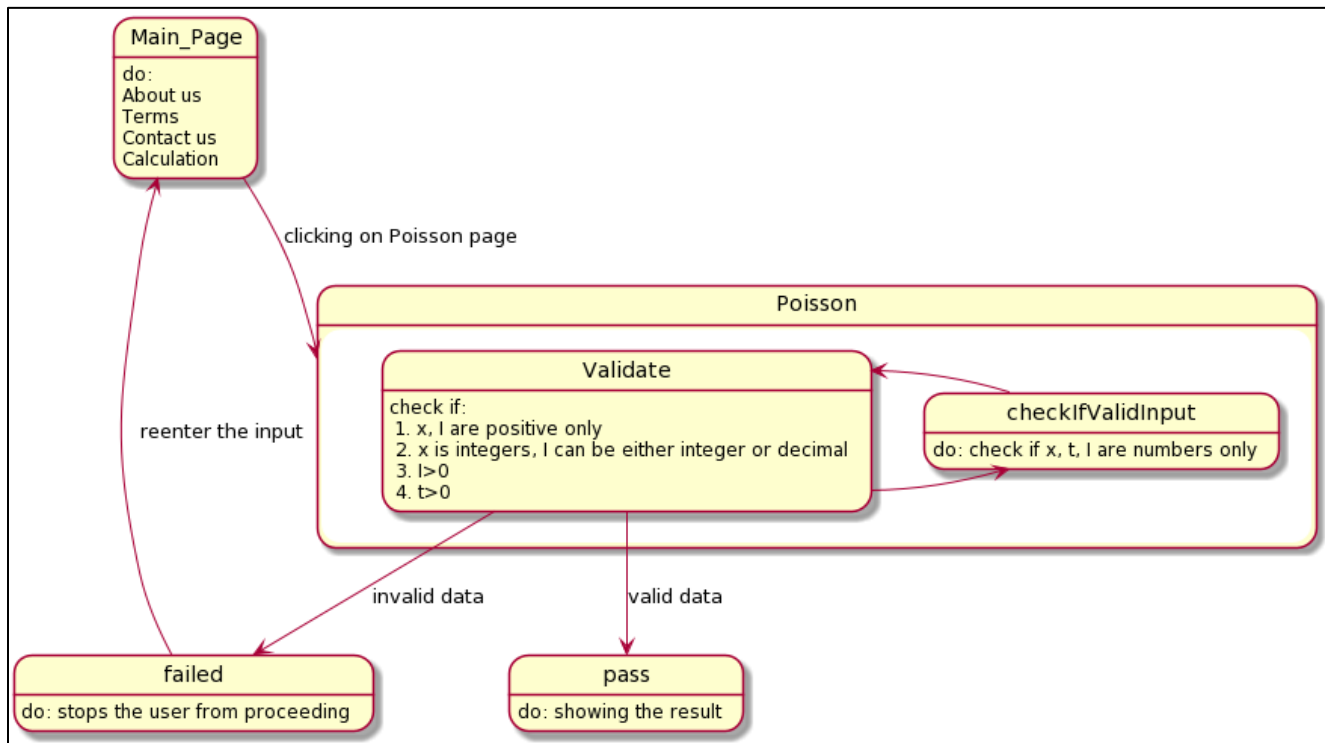 Main_Page
do:
About us
Terms
Contact us
Calculation
clicking on Poisson page
Poisson
Validate
check if:
1. x, I are positive only
2. x is integers, I can be either integer or decimal
3. I>0
4. t>0
checkIfValidInput
do: check if x, t, I are numbers only
reenter the input
invalid data
valid data
failed
do: stops the user from proceeding
pass
do: showing the result